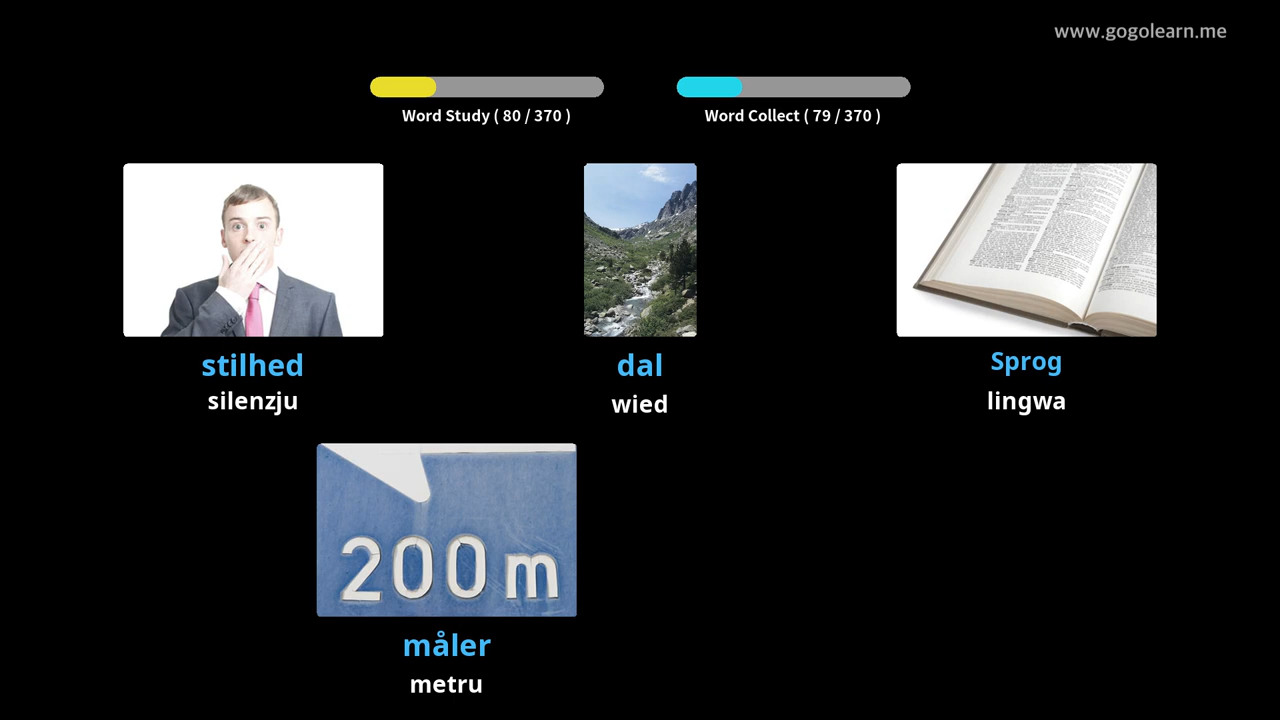 www.gogolearn.me
Word Study ( 80 / 370 )
Word Collect ( 79 / 370 )
stilhed
silenzju
dal
wied
Sprog
lingwa
200 m
måler
metru